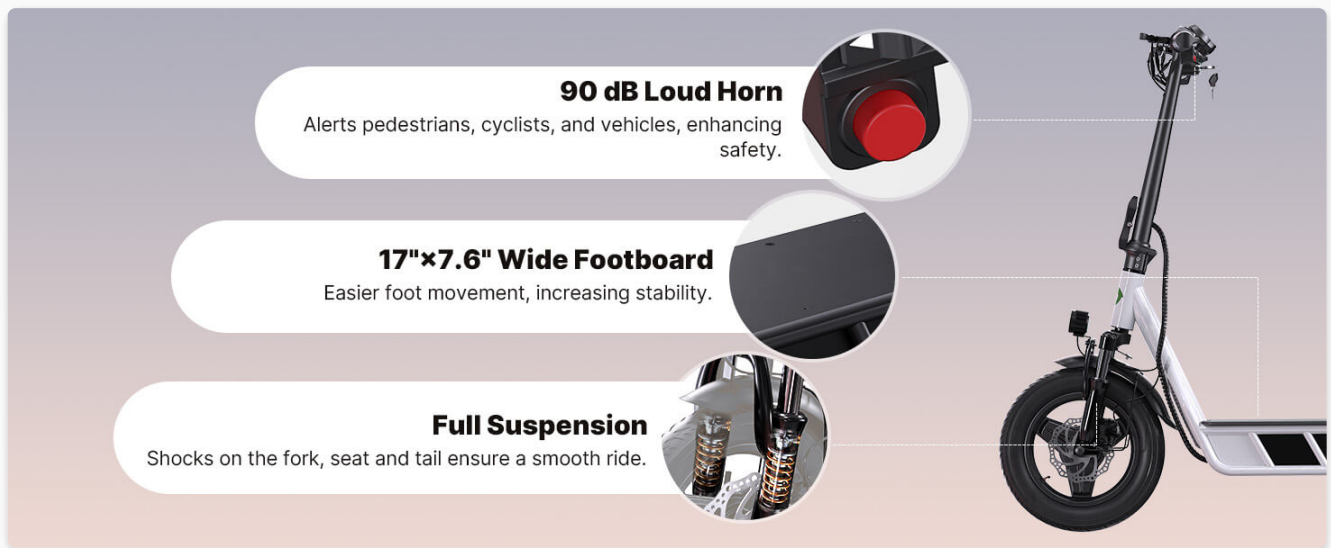 90 dB Loud Horn
Alerts pedestrians, cyclists, and vehicles, enhancing
safety.
17"×7.6" Wide Footboard
Easier foot movement, increasing stability.
Full Suspension
Shocks on the fork, seat and tail ensure a smooth ride.